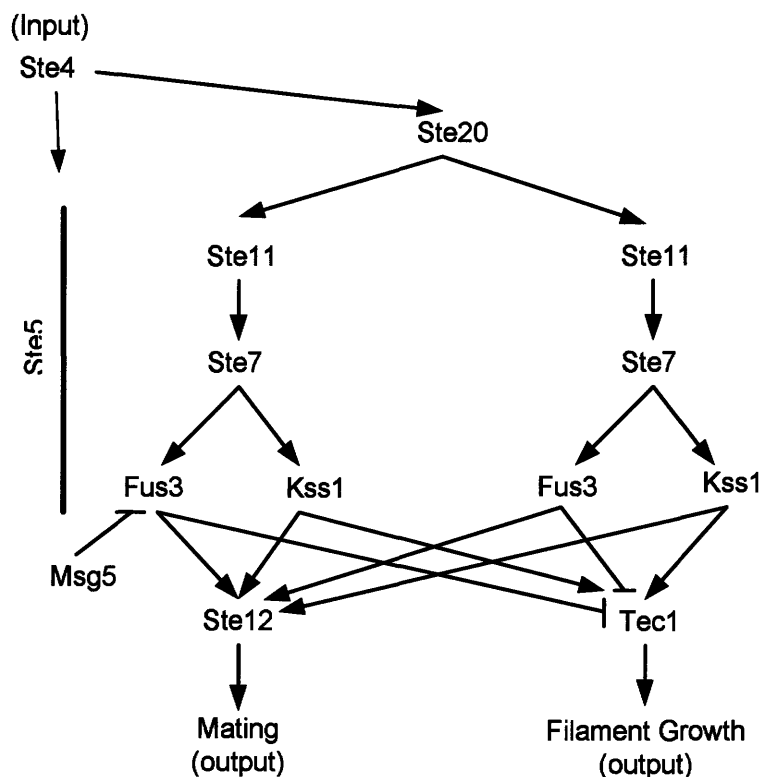 (Input)
Ste4
Ste20
Ste11
Ste11
Ste5
Ste7
Ste7
Fus3
Kss1
Fus3
Kss1
Msg5
Ste12
Tec1
Mating
(output)
Filament Growth
(output)